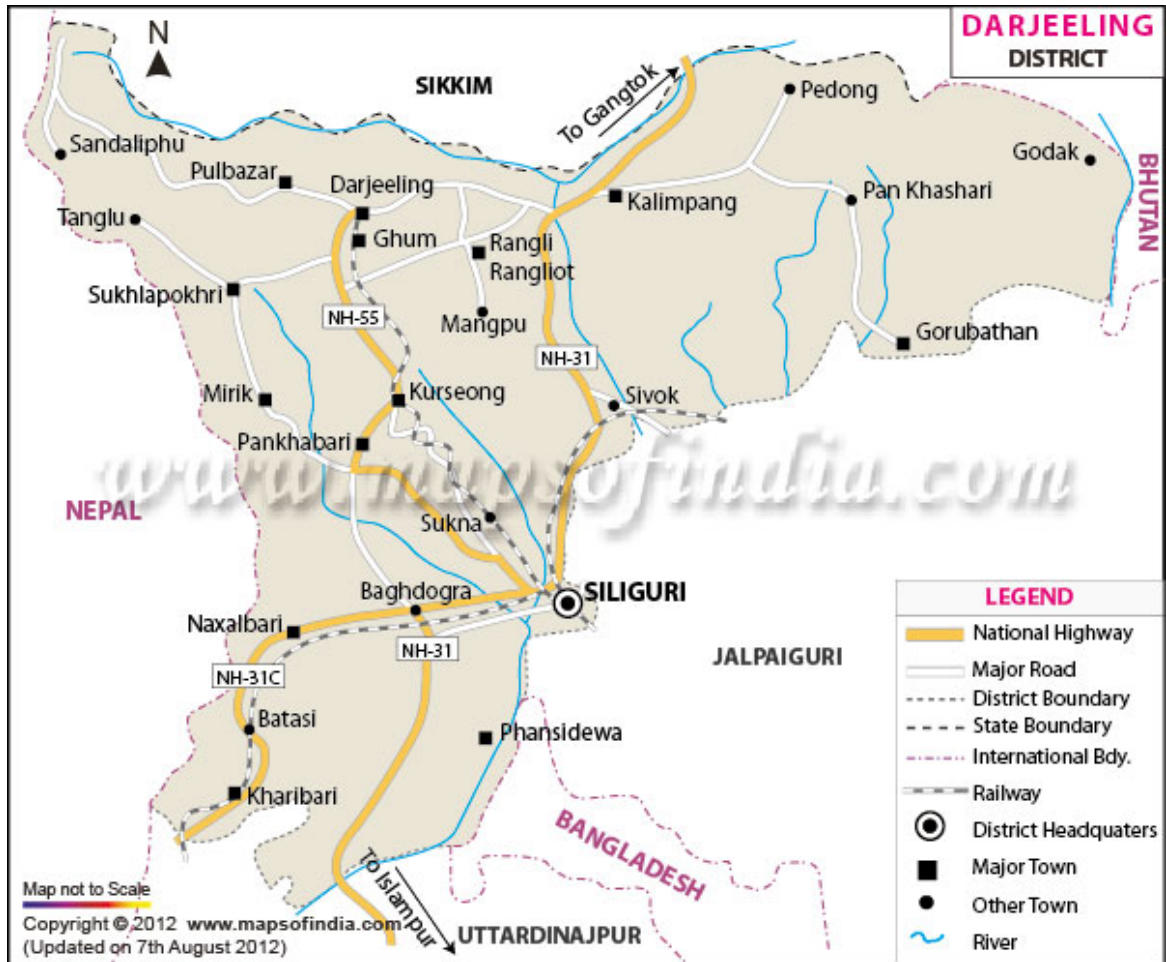 DARJEELING
DISTRICT
N
SIKKIM
To Gangtok
Pedong
Sandaliphu
Godak
Pulbazar
Darjeeling
Kalimpang
Pan Khashari
BHUTAN
Tanglu
Ghum
Rangli
Rangliot
Sukhlapokhri
NH-55
Mangpu
Gorubathan
NH-31
Mirik
Kurseong
Sivok
Pankhabari
www.mapsofindia.com
NEPAL
Sukna
Baghdogra
SILIGURI
Naxalbari
NH-31
JALPAIGURI
NH-31C
Batasi
Phansidewa
Kharibari
BANGLADESH
To Islampur
UTTARDINAJPUR
LEGEND
National Highway
Major Road
District Boundary
State Boundary
International Bdy.
Railway
District Headquaters
Major Town
Other Town
River
Map not to Scale
Copyright © 2012 www.mapsofindia.com
(Updated on 7th August 2012)